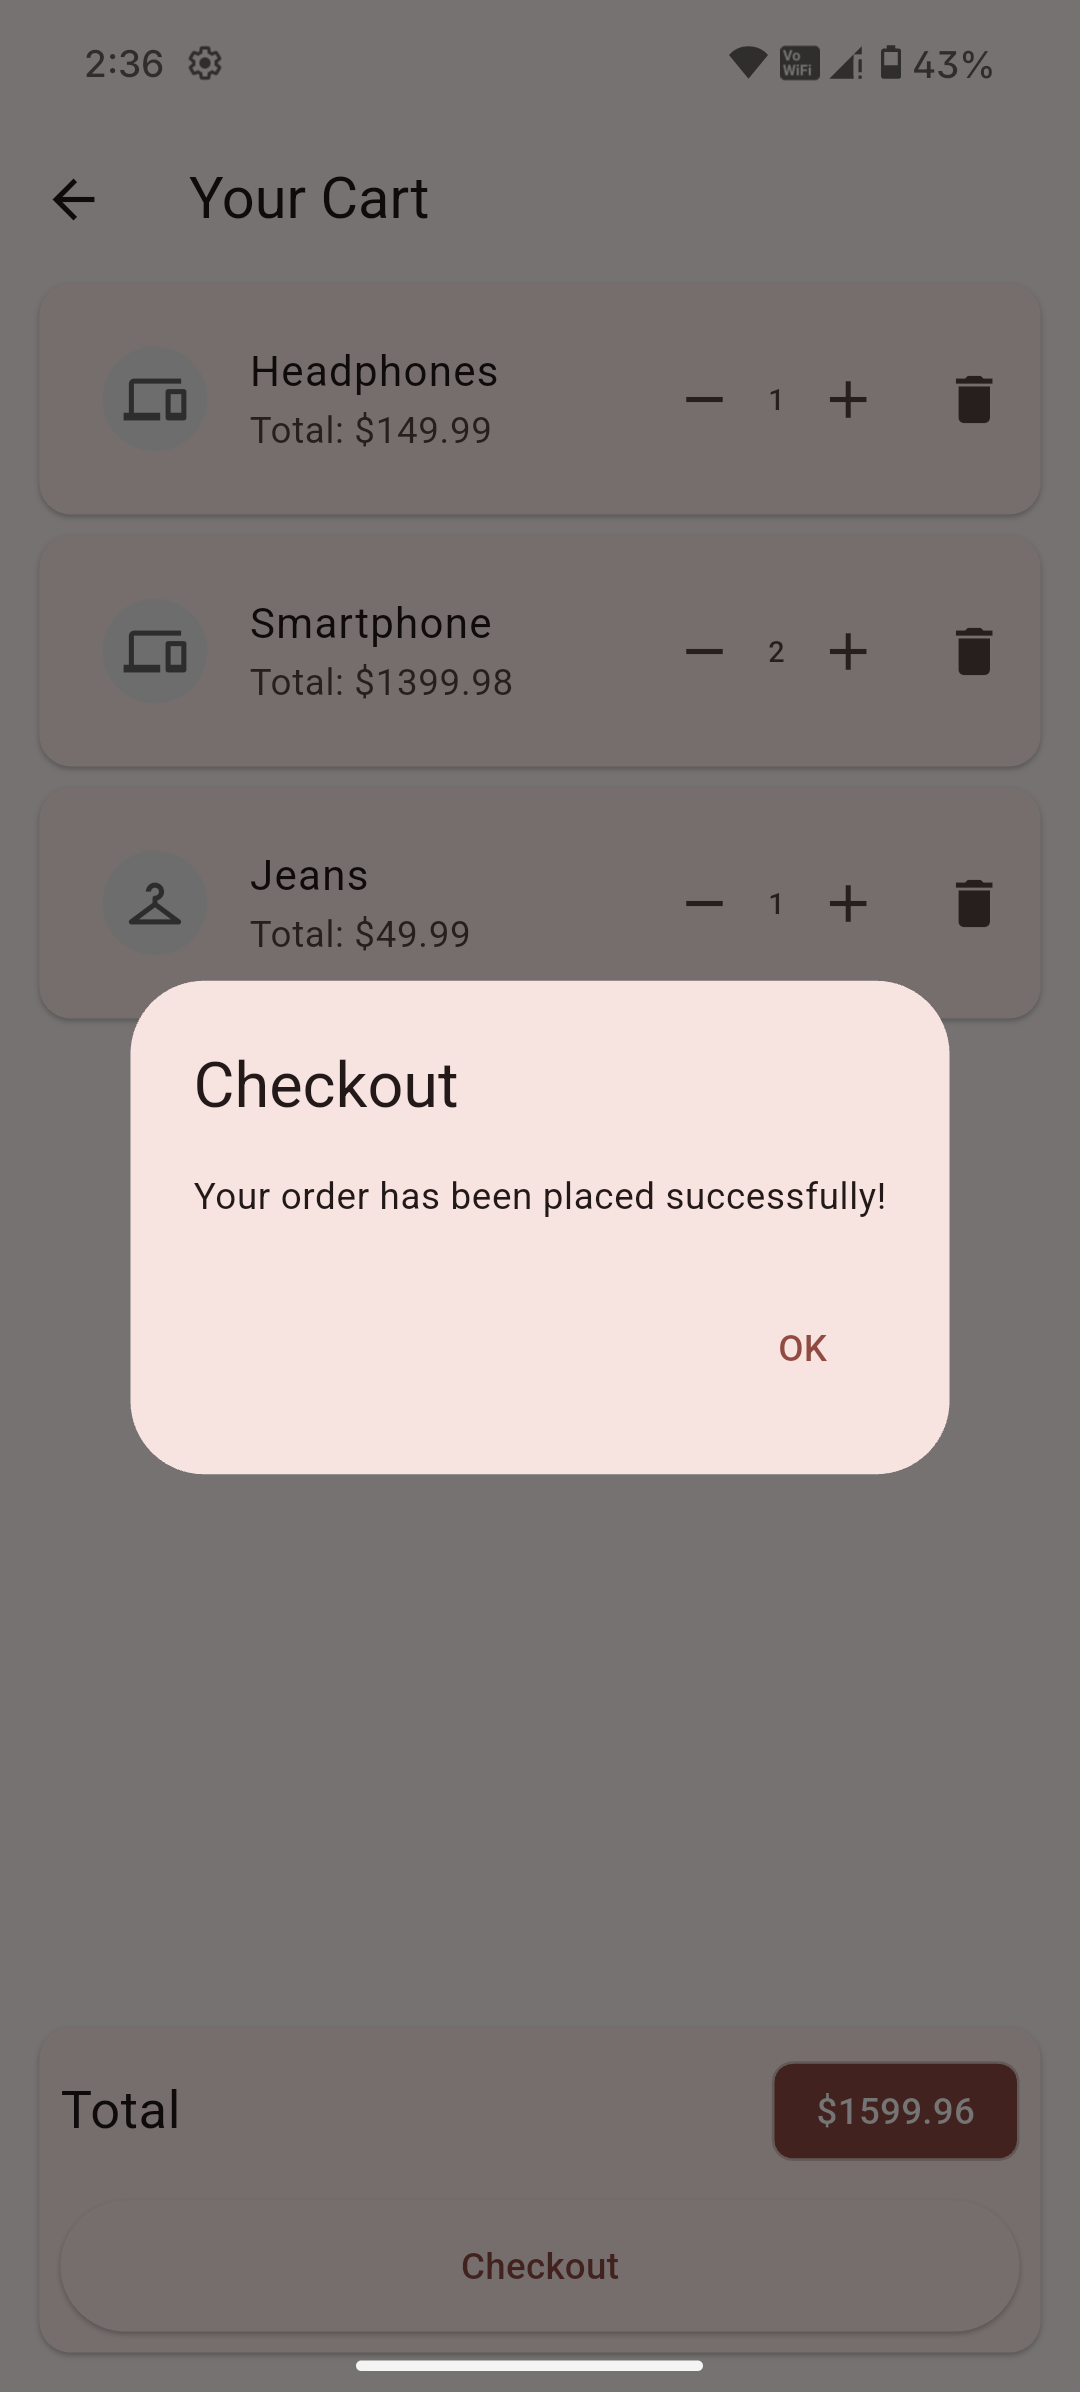 2:36
Vo
WiFi
43%
Your Cart
Headphones
Total: $149.99
1
Smartphone
Total: $1399.98
2
Jeans
Total: $49.99
1
Checkout
Your order has been placed successfully!
OK
Total
$1599.96
Checkout